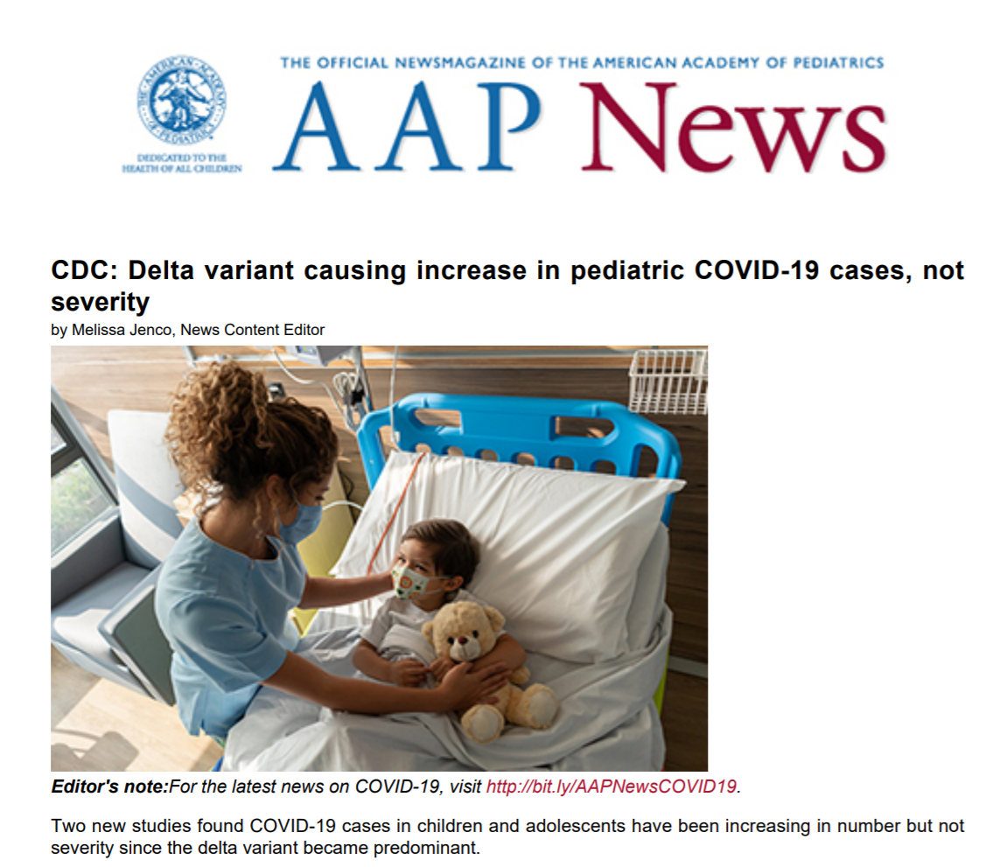 THE OFFICIAL NEWSMAGAZINE OF THE AMERICAN ACADEMY OF PEDIATRICS
AAP News
THE · AMERICAN · ACADEMY · OF · PEDIATRICS
DEDICATED TO THE
HEALTH OF ALL CHILDREN
CDC: Delta variant causing increase in pediatric COVID-19 cases, not
severity
by Melissa Jenco, News Content Editor
Editor's note:For the latest news on COVID-19, visit http://bit.ly/AAPNewsCOVID19.
Two new studies found COVID-19 cases in children and adolescents have been increasing in number but not
severity since the delta variant became predominant.